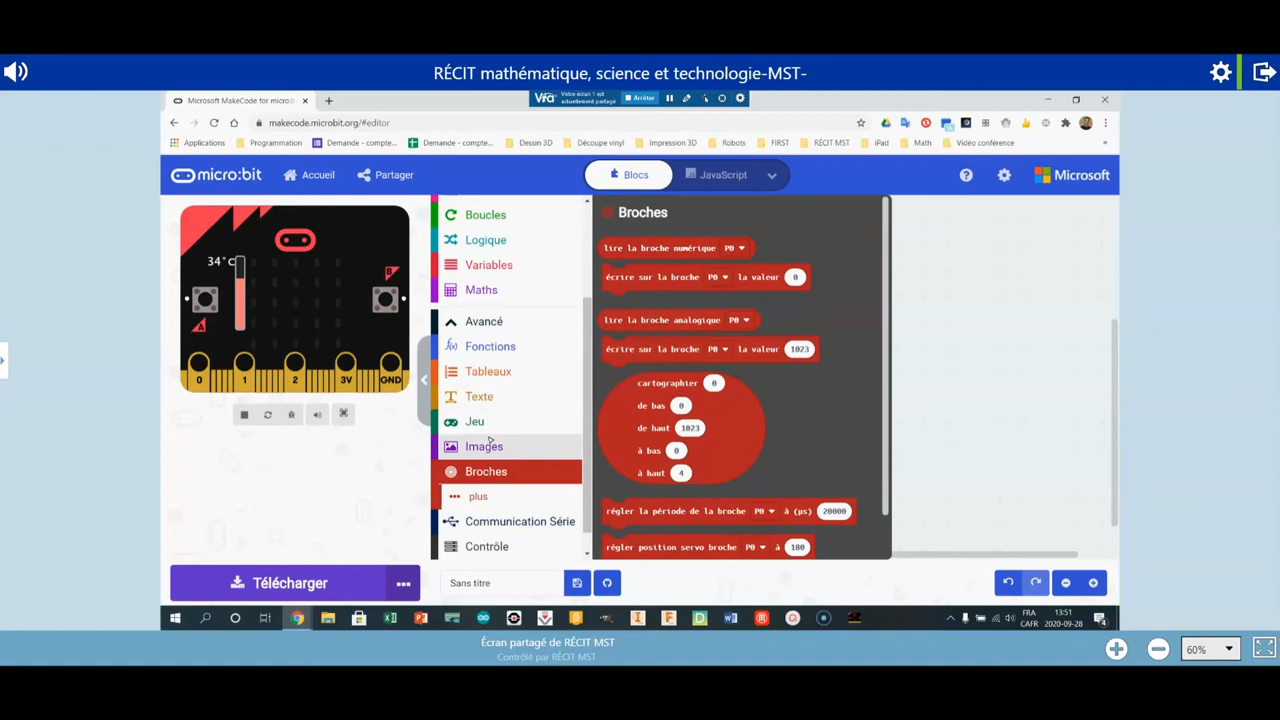 RÉCIT mathématique, science et technologie-MST-
Microsoft MakeCode for micro:b
Votre écran 1 est
actuellement partagé
Arrêter
makecode.microbit.org/#editor
Applications
Programmation
Demande - compte...
Demande - compte...
Dessin 3D
Découpe vinyl
Impression 3D
Robots
FIRST
RÉCIT MST
iPad
Math
Vidéo conférence
micro:bit
Accueil
Partager
Blocs
JavaScript
Microsoft
34°C
A
B
0
1
2
3V
GND
Boucles
Logique
Variables
Maths
Avancé
Fonctions
Tableaux
Texte
Jeu
Images
Broches
plus
Communication Série
Contrôle
Broches
lire la broche numérique P0
écrire sur la broche P0 la valeur 0
lire la broche analogique P0
écrire sur la broche P0 la valeur 1023
cartographier 0
de bas 0
de haut 1023
à bas 0
à haut 4
régler la période de la broche P0 à (µs) 20000
régler position servo broche P0 à 180
Télécharger
Sans titre
FRA
CAFR
13:51
2020-09-28
4
Écran partagé de RÉCIT MST
Contrôlé par RÉCIT MST
60%